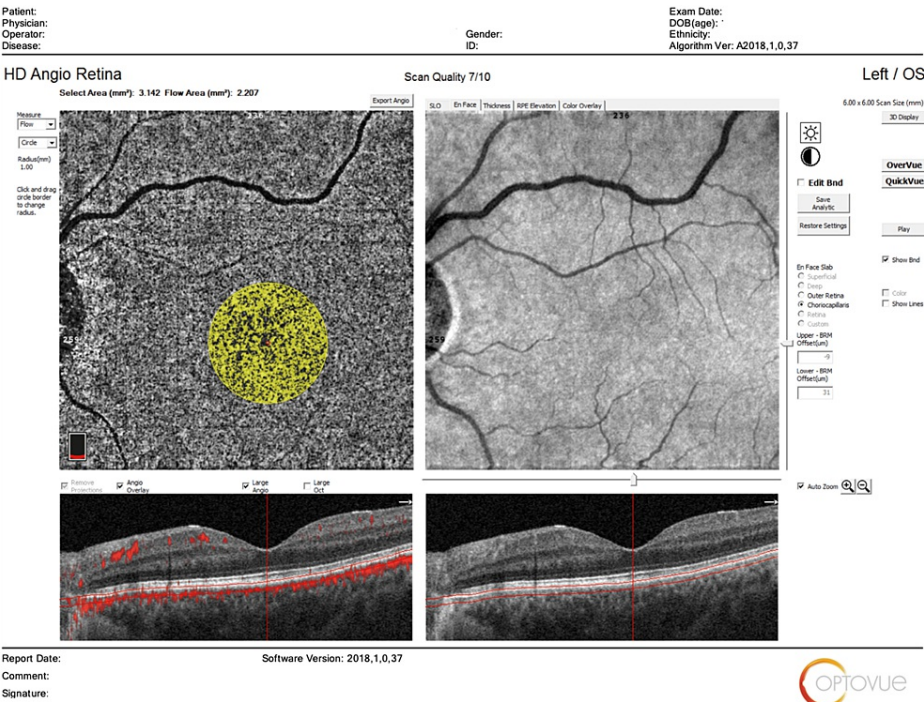 Patient:
Physician:
Operator:
Disease:
Gender:
ID:
Exam Date:
DOB(age):
Ethnicity:
Algorithm Ver: A2018,1,0,37
HD Angio Retina
Scan Quality 7/10
Left / OS
Select Area (mm²): 3.142 Flow Area (mm²): 2.207
Export Angio
SLO En Face Thickness RPE Elevation Color Overlay
6.00 x 6.00 Scan Size (mm)
Measure
Flow
Circle
Radius(mm)
1.00
Click and drag
circle border
to change
radius.
236
236
259
259
3D Display
OverVue
QuickVue
Edit Bnd
Save
Analytic
Restore Settings
Play
Show Bnd
En Face Slab
Superficial
Deep
Outer Retina
Choriocapillaris
Retina
Custom
Color
Show Lines
Upper - BRM
Offset(um)
-9
Lower - BRM
Offset(um)
31
Remove
Projections
Angio
Overlay
Large
Angio
Large
Oct
Auto Zoom
Report Date:
Software Version: 2018,1,0,37
Comment:
Signature:
OPTOVUE